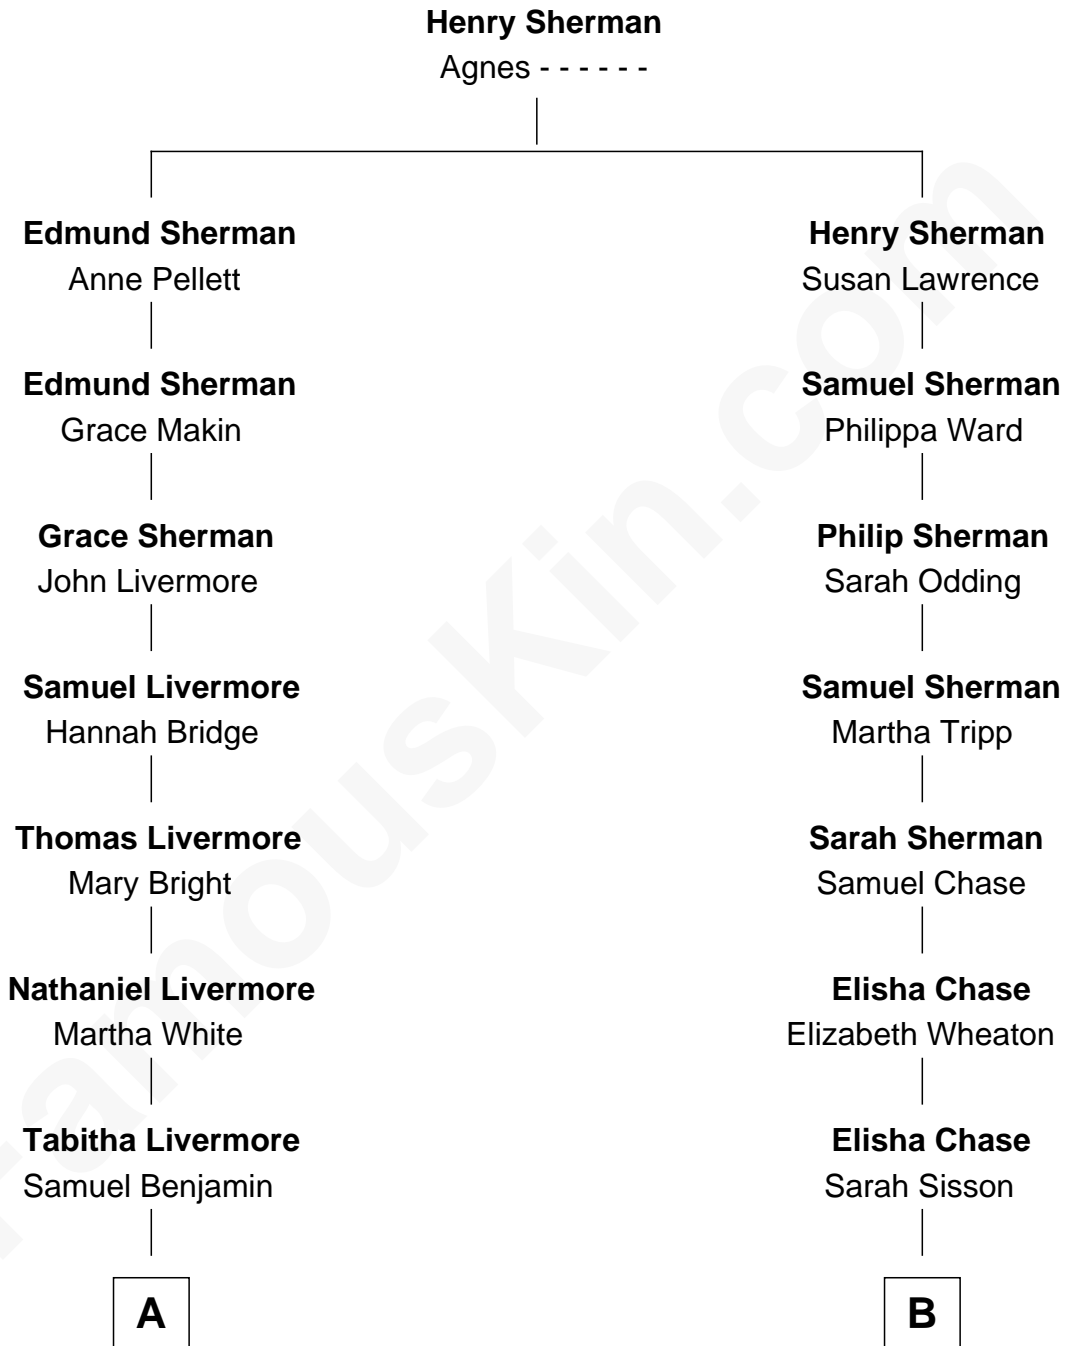 Henry Sherman
Agnes - - - - - -
Edmund Sherman
Anne Pellett
Henry Sherman
Susan Lawrence
Edmund Sherman
Grace Makin
Samuel Sherman
Philippa Ward
Grace Sherman
John Livermore
Philip Sherman
Sarah Odding
Samuel Livermore
Hannah Bridge
Samuel Sherman
Martha Tripp
Thomas Livermore
Mary Bright
Sarah Sherman
Samuel Chase
Nathaniel Livermore
Martha White
Elisha Chase
Elizabeth Wheaton
Tabitha Livermore
Samuel Benjamin
Elisha Chase
Sarah Sisson
A
B
FamousKin.com